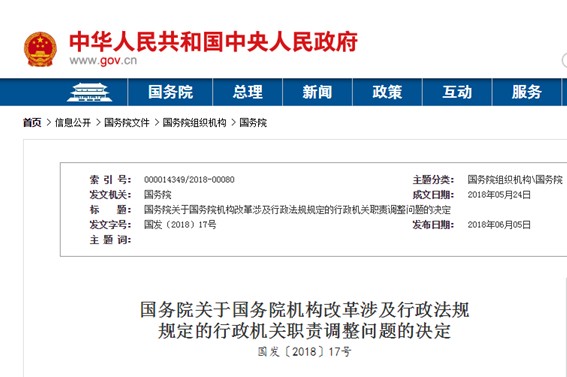 中华人民共和国中央人民政府
www.gov.cn
国务院 总理 新闻 政策 互动 服务
首页 > 信息公开 > 国务院文件 > 国务院组织机构 > 国务院
索 引 号： 000014349/2018-00080 主题分类： 国务院组织机构\国务院
发文机关： 国务院 成文日期： 2018年05月24日
标 题： 国务院关于国务院机构改革涉及行政法规规定的行政机关职责调整问题的决定
发文字号： 国发〔2018〕17号 发布日期： 2018年06月05日
主 题 词：
国务院关于国务院机构改革涉及行政法规
规定的行政机关职责调整问题的决定
国发〔2018〕17号